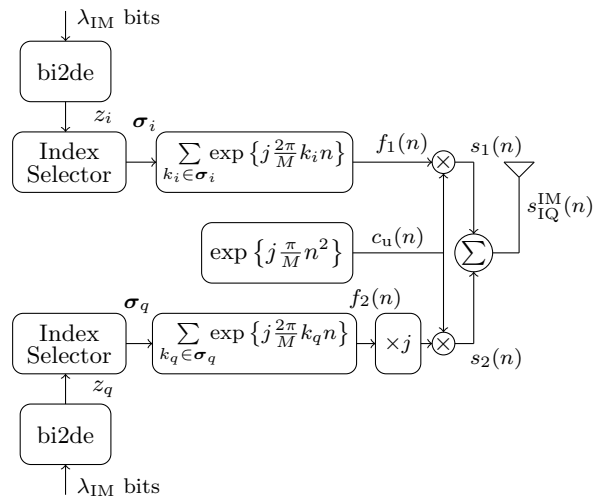 λ_IM bits
bi2de
z_i
σ_i
Index
Selector
∑_{k_i∈σ_i} exp {j 2π/M k_i n}
f_1(n)
×
s_1(n)
s_IQ^IM(n)
exp {j π/M n^2}
c_u(n)
∑
σ_q
f_2(n)
Index
Selector
∑_{k_q∈σ_q} exp {j 2π/M k_q n}
×j
×
s_2(n)
z_q
bi2de
λ_IM bits